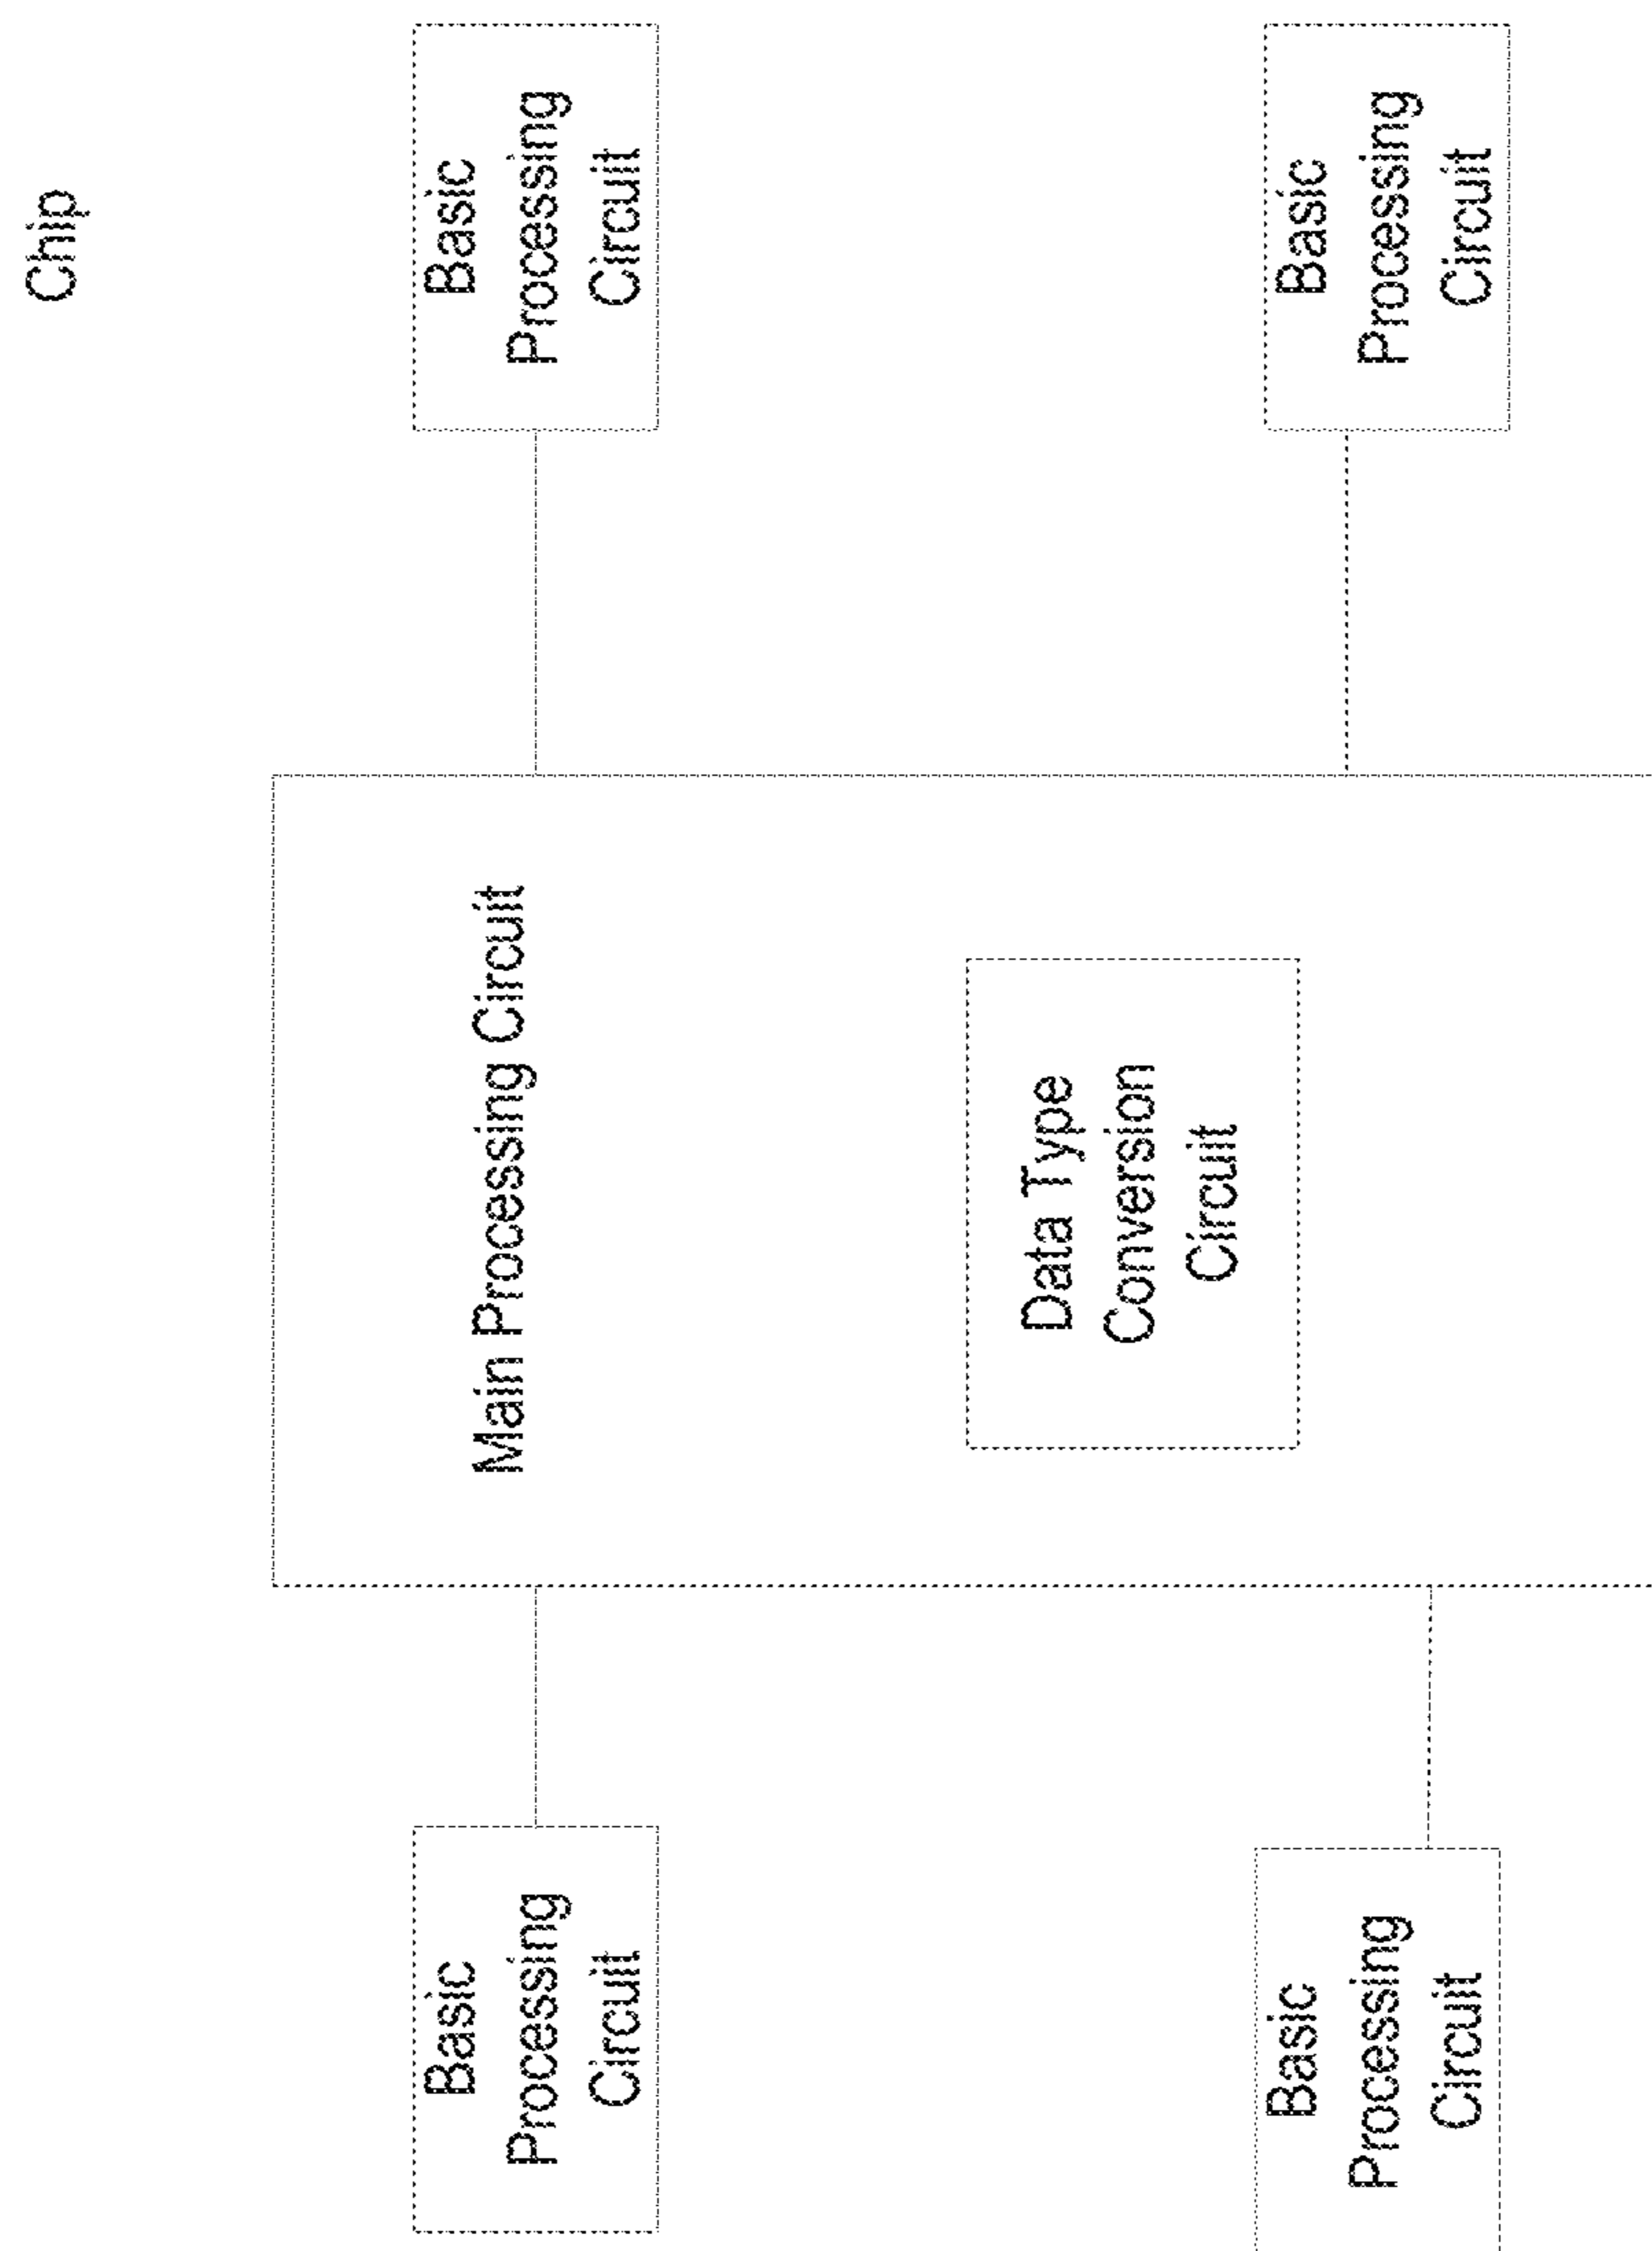 Chip
Basic
Processing
Circuit
Main Processing Circuit
Basic
Processing
Circuit
Data Type
Conversion
Circuit
Basic
Processing
Circuit
Basic
Processing
Circuit